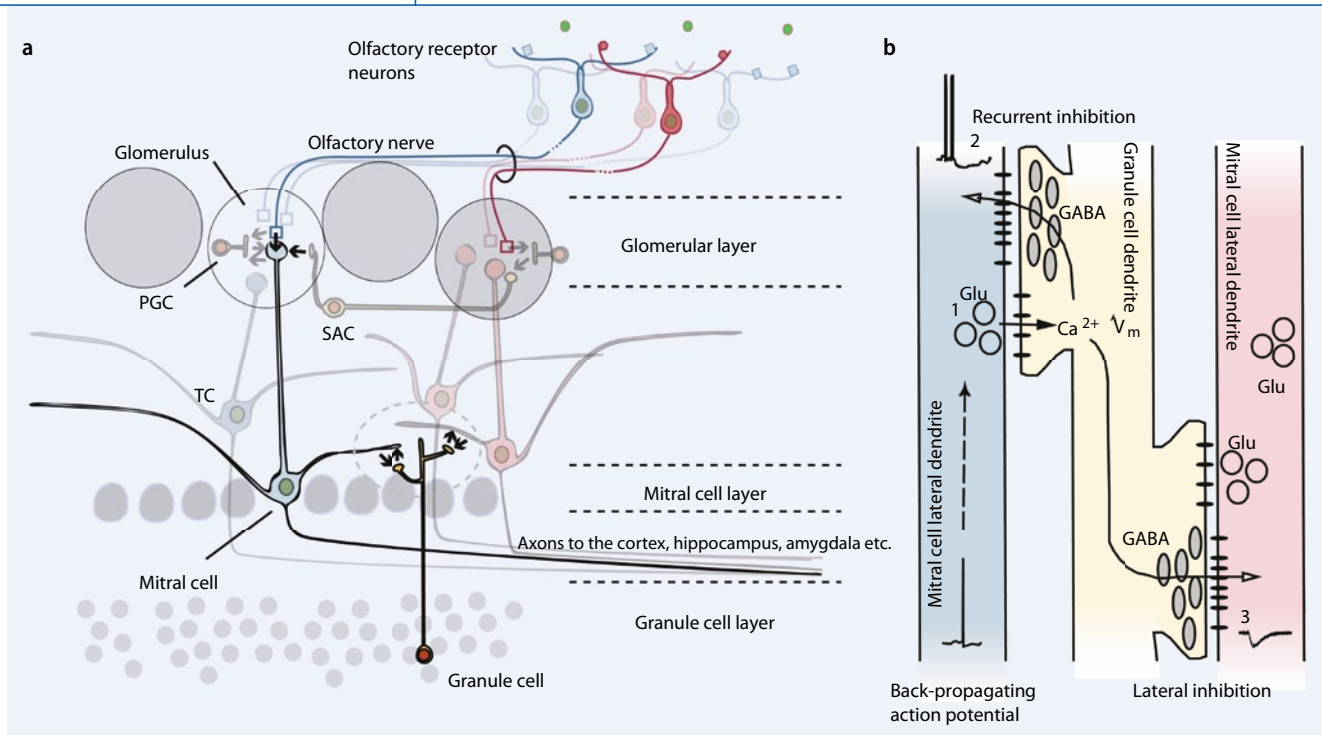 a
Olfactory receptor
neurons
Olfactory nerve
Glomerulus
PGC
SAC
TC
Glomerular layer
Mitral cell layer
Axons to the cortex, hippocampus, amygdala etc.
Mitral cell
Granule cell layer
Granule cell
b
Recurrent inhibition
2
GABA
Granule cell dendrite
Mitral cell lateral dendrite
Glu
1
Ca 2+ Vm
Glu
Mitral cell lateral dendrite
Glu
GABA
3
Back-propagating
action potential
Lateral inhibition